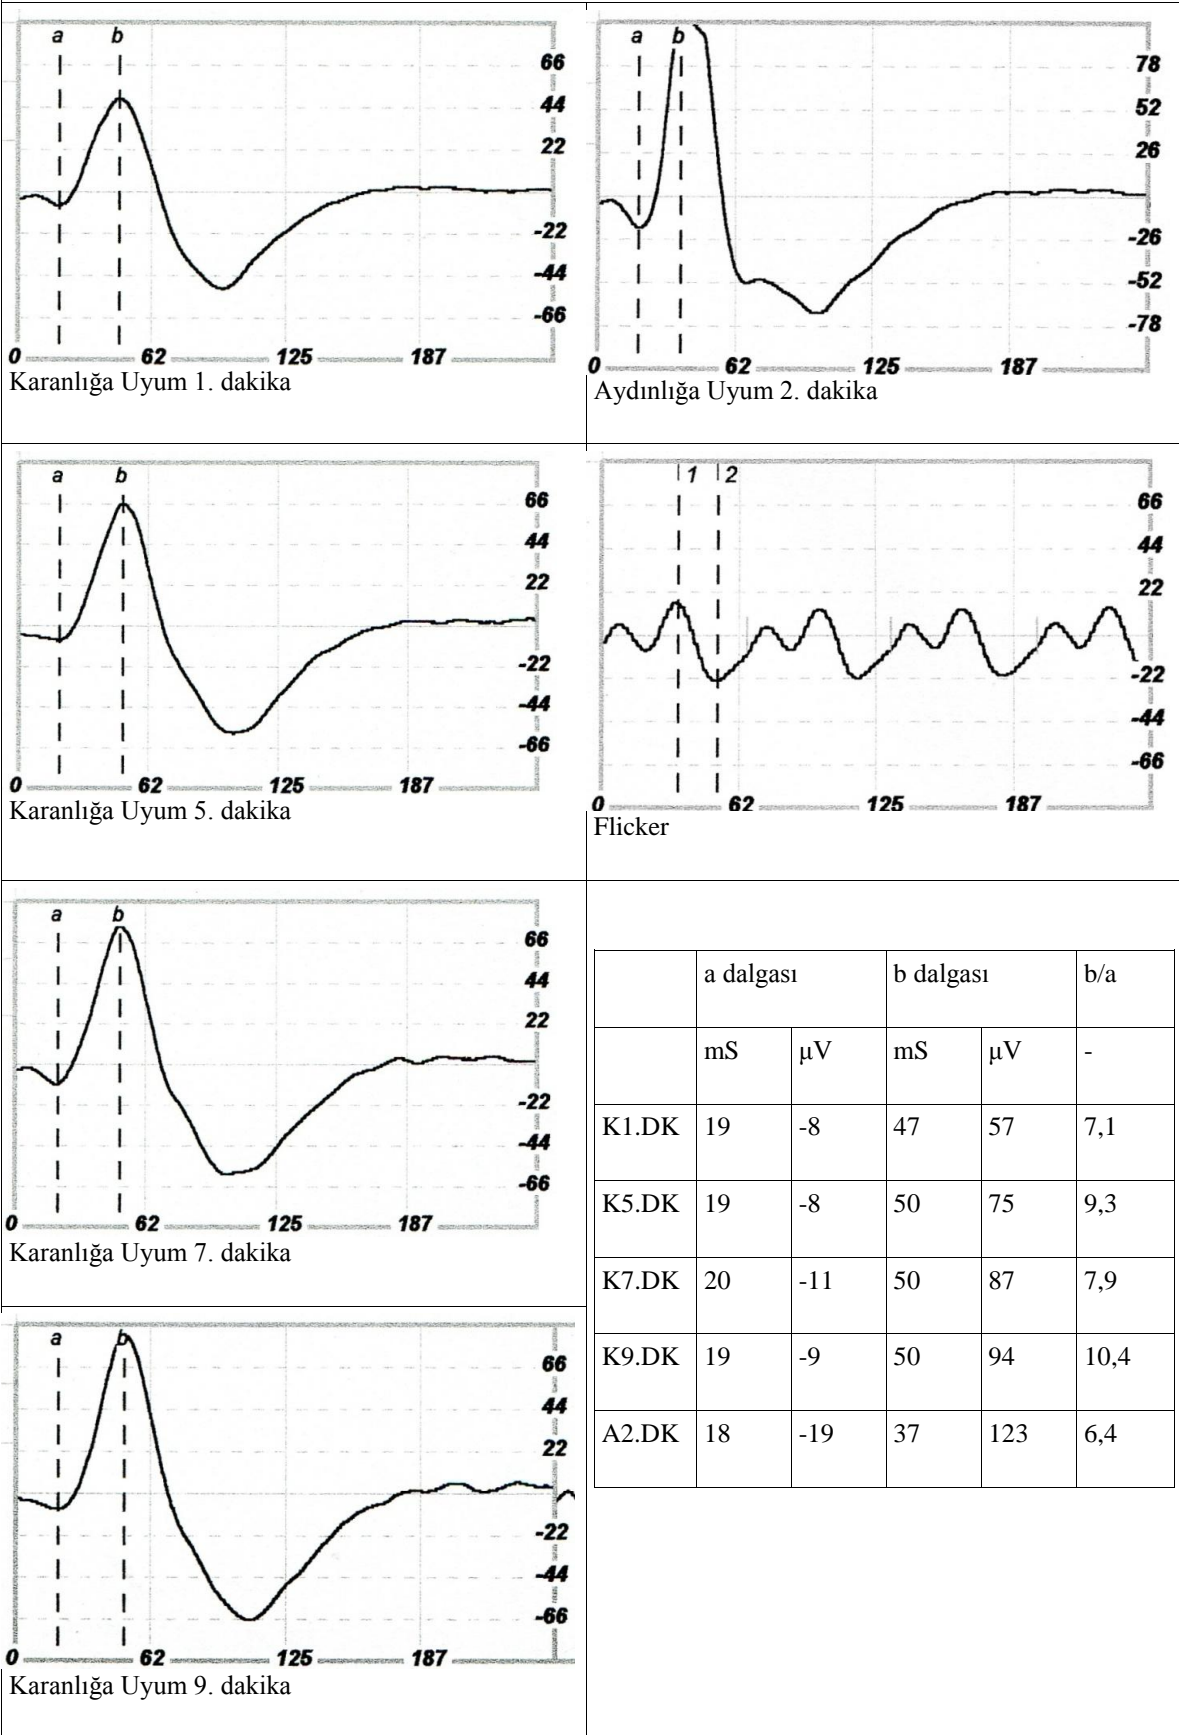 a b
66
44
22
-22
-44
-66
0 62 125 187
Karanlığa Uyum 1. dakika
a b
78
52
26
-26
-52
-78
0 62 125 187
Aydınlığa Uyum 2. dakika
a b
66
44
22
-22
-44
-66
0 62 125 187
Karanlığa Uyum 5. dakika
1 2
66
44
22
-22
-44
-66
0 62 125 187
Flicker
a b
66
44
22
-22
-44
-66
0 62 125 187
Karanlığa Uyum 7. dakika
a b
66
44
22
-22
-44
-66
0 62 125 187
Karanlığa Uyum 9. dakika
a dalgası b dalgası b/a
mS μV mS μV -
K1.DK 19 -8 47 57 7,1
K5.DK 19 -8 50 75 9,3
K7.DK 20 -11 50 87 7,9
K9.DK 19 -9 50 94 10,4
A2.DK 18 -19 37 123 6,4